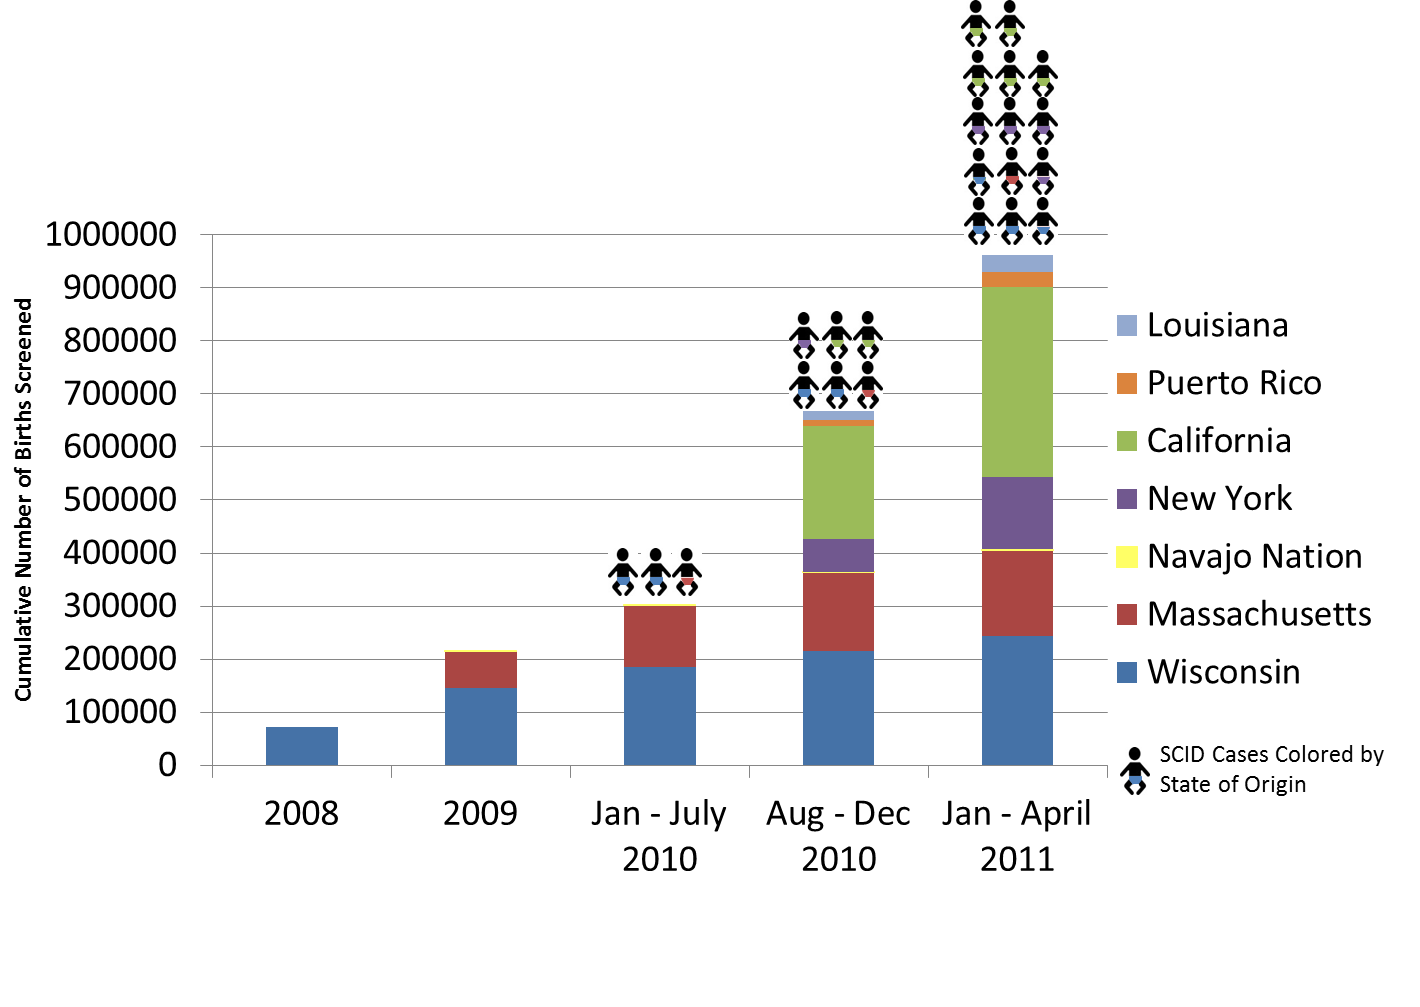 Cumulative Number of Births Screened
1000000
900000
800000
700000
600000
500000
400000
300000
200000
100000
0
2008
2009
Jan - July
2010
Aug - Dec
2010
Jan - April
2011
Louisiana
Puerto Rico
California
New York
Navajo Nation
Massachusetts
Wisconsin
SCID Cases Colored by
State of Origin